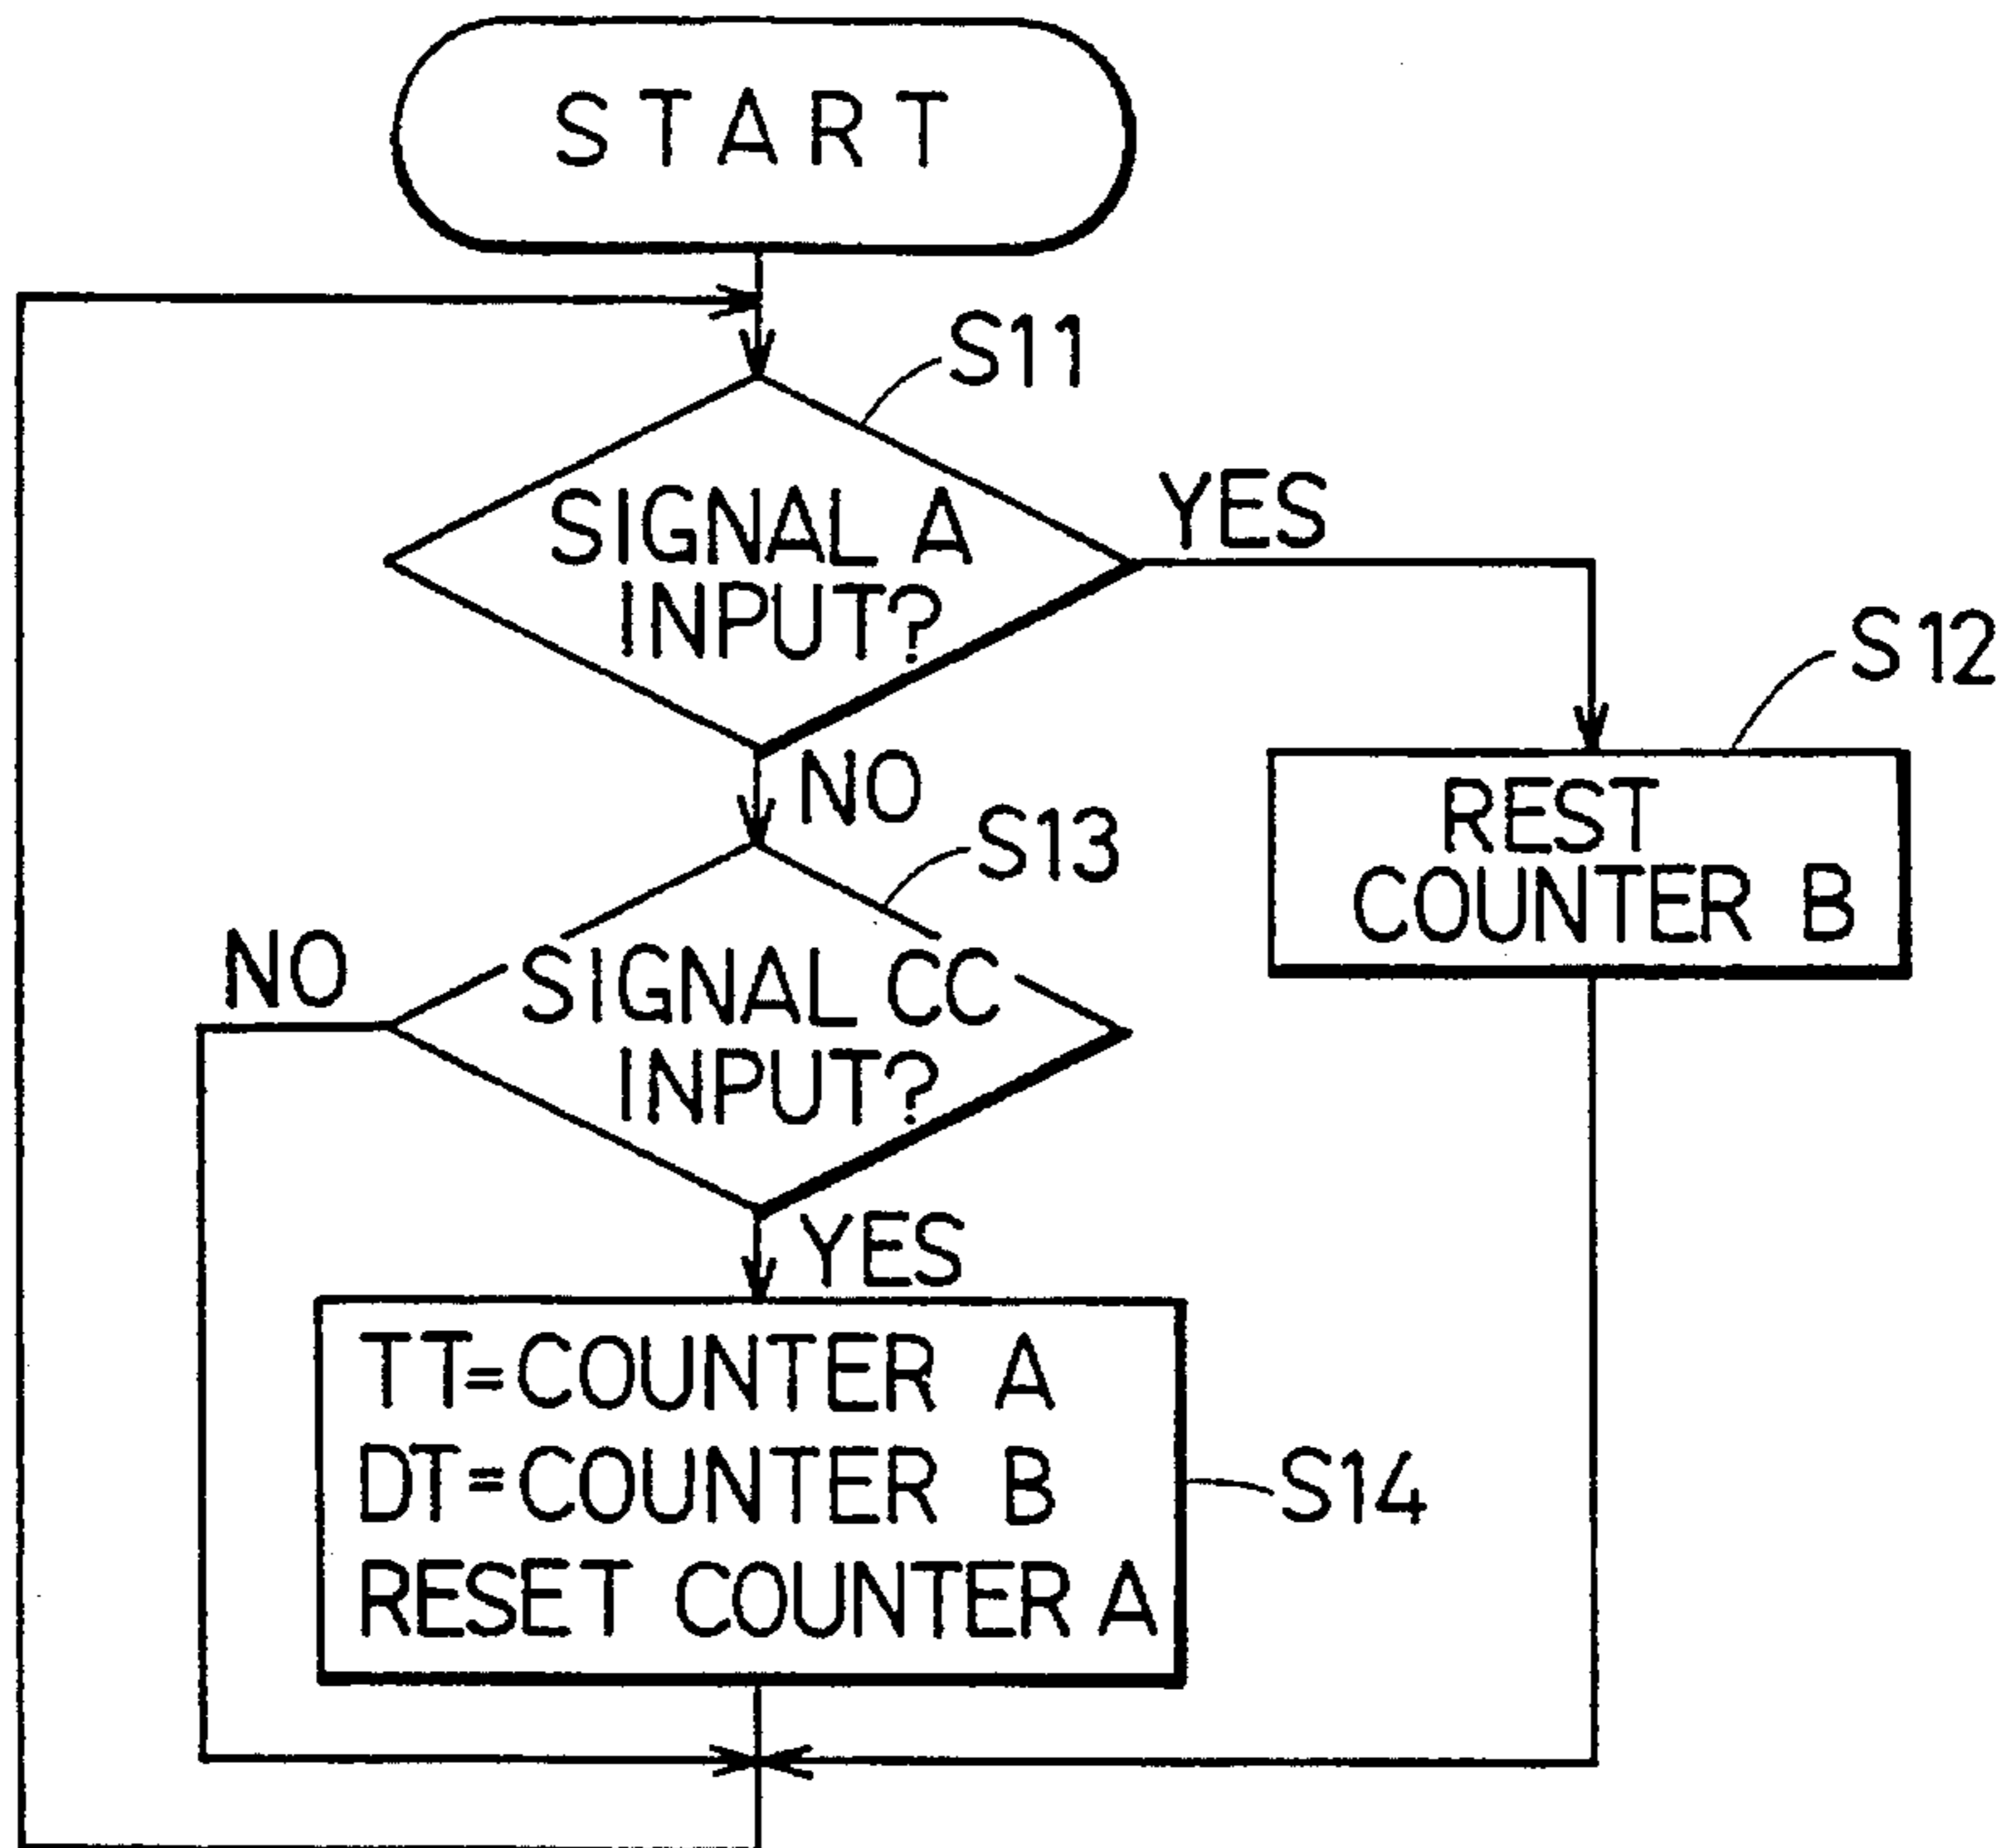 START
S11
SIGNAL A
INPUT?
YES
S12
REST
COUNTER B
NO
S13
NO
SIGNAL CC
INPUT?
YES
TT=COUNTER A
DT=COUNTER B
RESET COUNTER A
S14